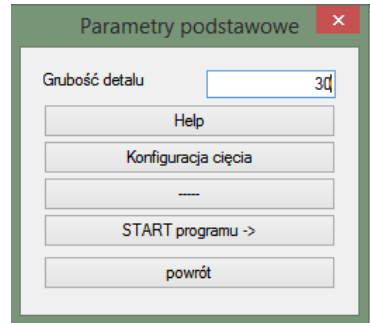 Parametry podstawowe
Grubość detalu 30
Help
Konfiguracja cięcia
-----
START programu ->
powrót